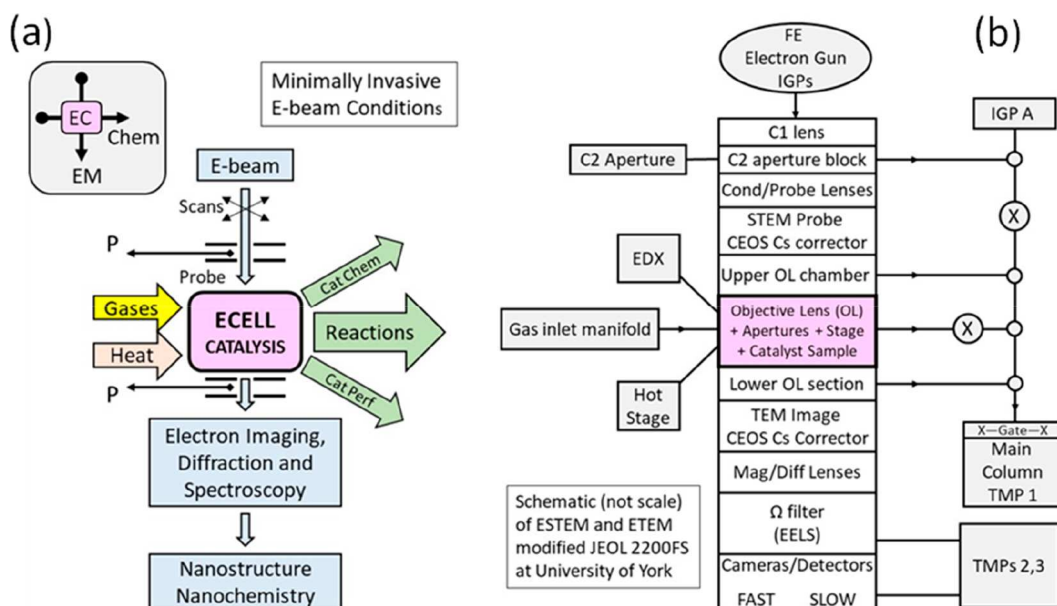 (a)
EC
Chem
EM
Minimally Invasive
E-beam Conditions
E-beam
Scans
P
Probe
Gases
Heat
ECELL
CATALYSIS
Cat Chem
Reactions
Cat Perf
P
Electron Imaging,
Diffraction and
Spectroscopy
Nanostructure
Nanochemistry
(b)
FE
Electron Gun
IGPs
C1 lens
C2 Aperture
C2 aperture block
IGP A
Cond/Probe Lenses
X
STEM Probe
CEOS Cs corrector
EDX
Upper OL chamber
Gas inlet manifold
Objective Lens (OL)
+ Apertures + Stage
+ Catalyst Sample
X
Hot
Stage
Lower OL section
TEM Image
CEOS Cs Corrector
X—Gate—X
Main
Column
TMP 1
Mag/Diff Lenses
Schematic (not scale)
of ESTEM and ETEM
modified JEOL 2200FS
at University of York
Ω filter
(EELS)
TMPs 2,3
Cameras/Detectors
FAST SLOW